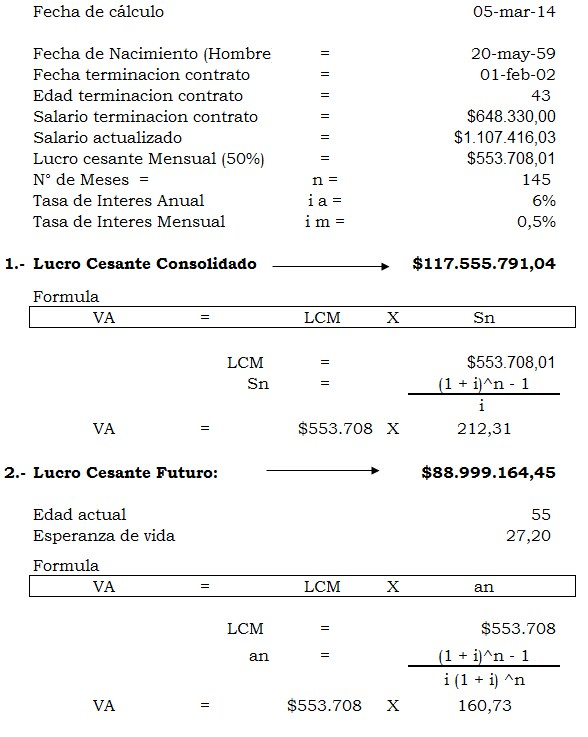 Fecha de cálculo 05-mar-14
Fecha de Nacimiento (Hombre = 20-may-59
Fecha terminacion contrato = 01-feb-02
Edad terminacion contrato = 43
Salario terminacion contrato = $648.330,00
Salario actualizado = $1.107.416,03
Lucro cesante Mensual (50%) = $553.708,01
N° de Meses = n = 145
Tasa de Interes Anual i a = 6%
Tasa de Interes Mensual i m = 0,5%
1.- Lucro Cesante Consolidado $117.555.791,04
Formula
VA = LCM X Sn
LCM = $553.708,01
Sn = (1 + i)^n - 1
i
VA = $553.708 X 212,31
2.- Lucro Cesante Futuro: $88.999.164,45
Edad actual 55
Esperanza de vida 27,20
Formula
VA = LCM X an
LCM = $553.708
an = (1 + i)^n - 1
i (1 + i) ^n
VA = $553.708 X 160,73